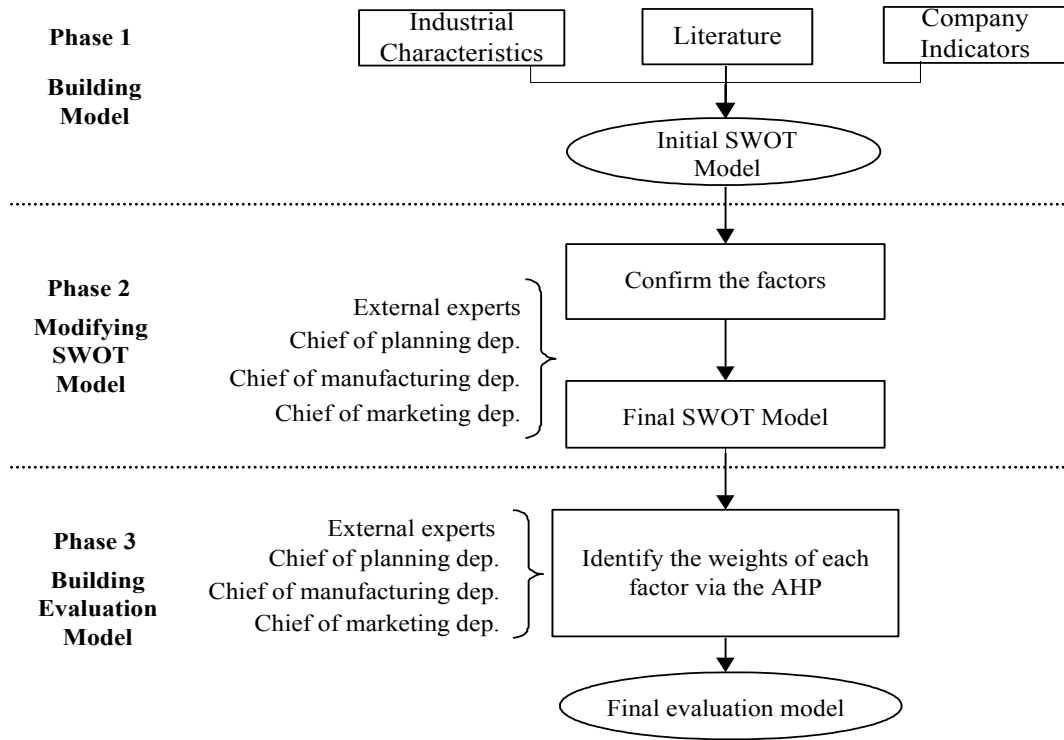 Phase 1
Building
Model
Industrial
Characteristics
Literature
Company
Indicators
Initial SWOT
Model
Phase 2
Modifying
SWOT
Model
External experts
Chief of planning dep.
Chief of manufacturing dep.
Chief of marketing dep.
Confirm the factors
Final SWOT Model
Phase 3
Building
Evaluation
Model
External experts
Chief of planning dep.
Chief of manufacturing dep.
Chief of marketing dep.
Identify the weights of each
factor via the AHP
Final evaluation model